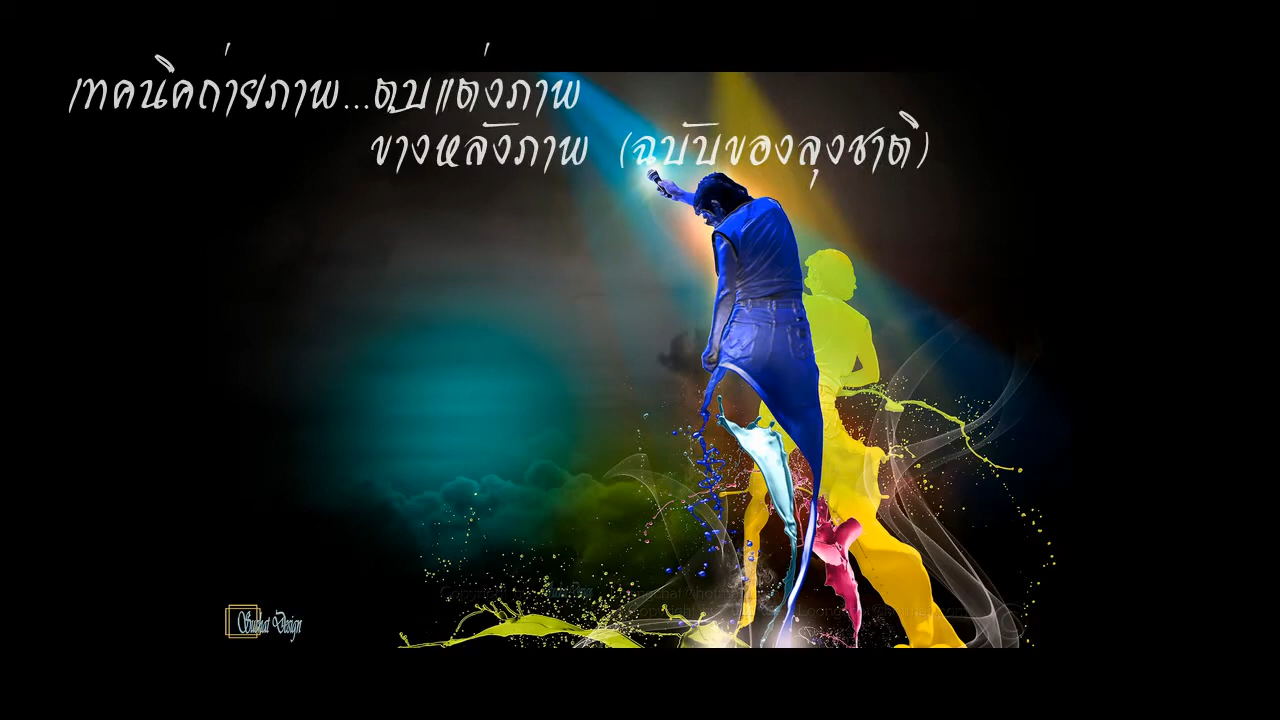 เทคนิคถ่ายภาพ...ตบแต่งภาพ
ขางหลังภาพ (ฉบับของลุงชาติ)
Suchat Design